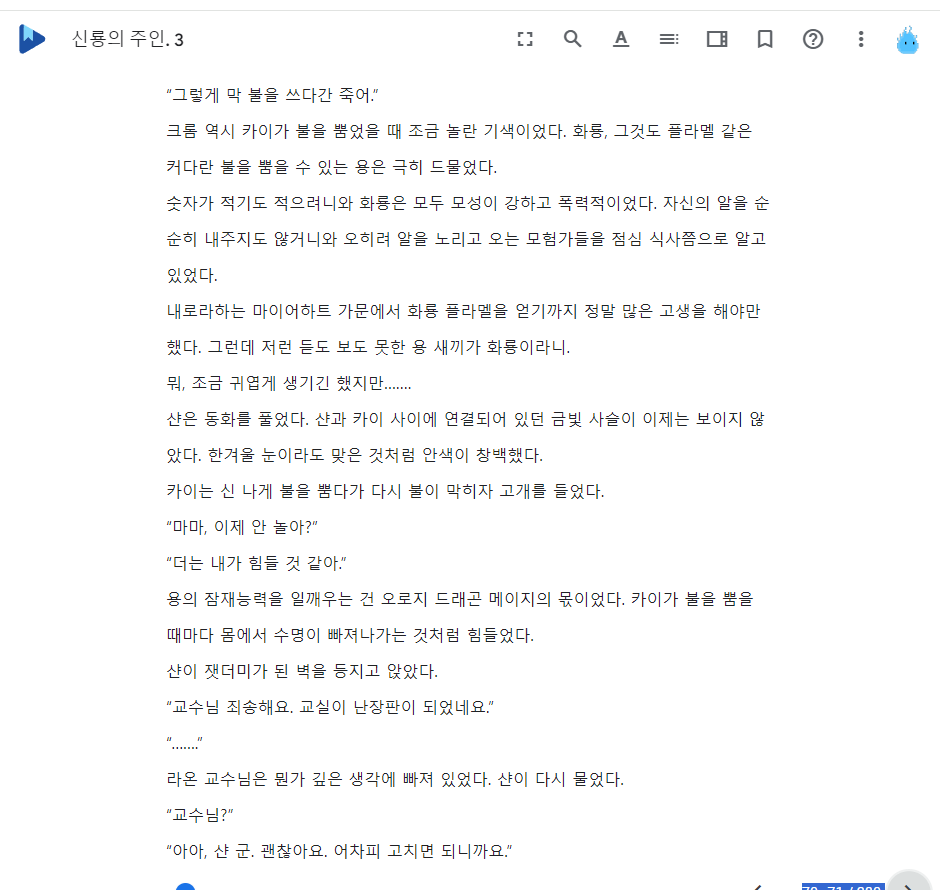 신룡의 주인. 3
“그렇게 막 불을 쓰다간 죽어.”
크롬 역시 카이가 불을 뿜었을 때 조금 놀란 기색이었다. 화룡, 그것도 플라멜 같은
커다란 불을 뿜을 수 있는 용은 극히 드물었다.
숫자가 적기도 적으려니와 화룡은 모두 모성이 강하고 폭력적이었다. 자신의 알을 순
순히 내주지도 않거니와 오히려 알을 노리고 오는 모험가들을 점심 식사쯤으로 알고
있었다.
내로라하는 마이어하트 가문에서 화룡 플라멜을 얻기까지 정말 많은 고생을 해야만
했다. 그런데 저런 듣도 보도 못한 용 새끼가 화룡이라니.
뭐, 조금 귀엽게 생기긴 했지만…….
샨은 동화를 풀었다. 샨과 카이 사이에 연결되어 있던 금빛 사슬이 이제는 보이지 않
았다. 한겨울 눈이라도 맞은 것처럼 안색이 창백했다.
카이는 신 나게 불을 뿜다가 다시 불이 막히자 고개를 들었다.
“마마, 이제 안 놀아?”
“더는 내가 힘들 것 같아.”
용의 잠재능력을 일깨우는 건 오로지 드래곤 메이지의 몫이었다. 카이가 불을 뿜을
때마다 몸에서 수명이 빠져나가는 것처럼 힘들었다.
샨이 잿더미가 된 벽을 등지고 앉았다.
“교수님 죄송해요. 교실이 난장판이 되었네요.”
“…….”
라온 교수님은 뭔가 깊은 생각에 빠져 있었다. 샨이 다시 물었다.
“교수님?”
“아아, 샨 군. 괜찮아요. 어차피 고치면 되니까요.”